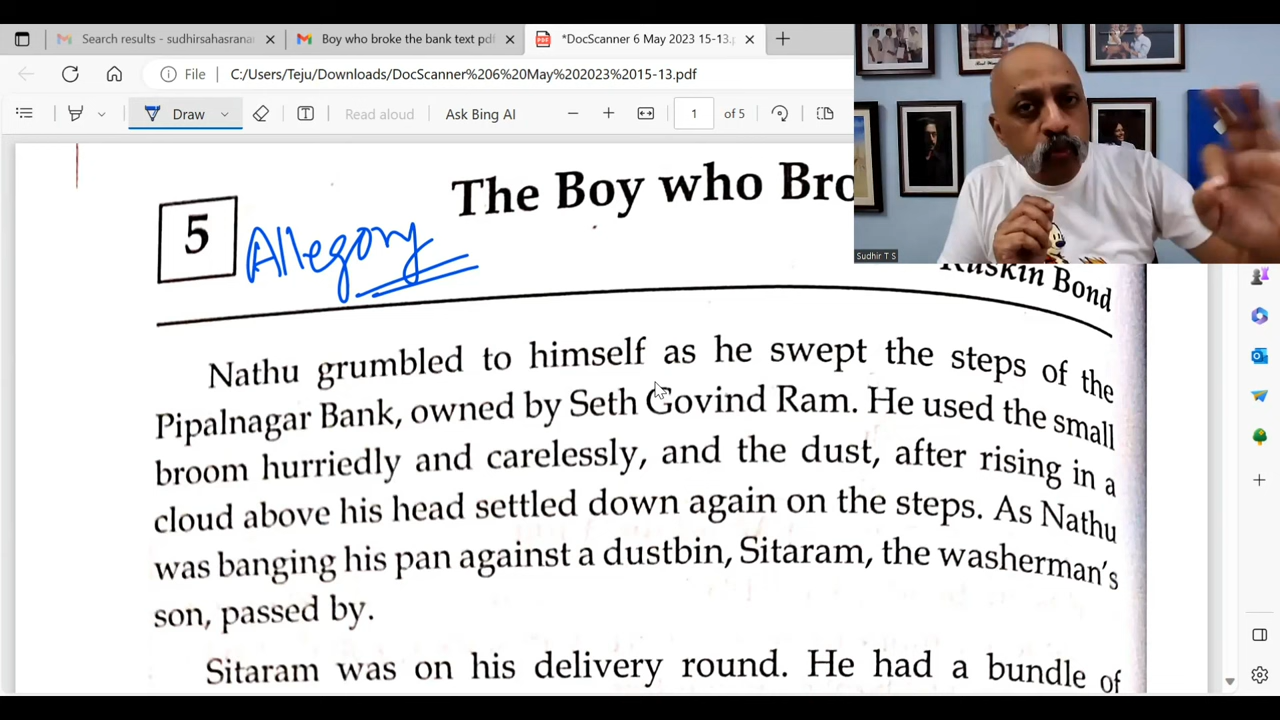 Search results - sudhirsahasrana
Boy who broke the bank text pdf
*DocScanner 6 May 2023 15-13.p
File
C:/Users/Teju/Downloads/DocScanner%206%20May%202023%2015-13.pdf
Draw
Read aloud
Ask Bing AI
1
of 5
Sudhir T S
The Boy who Bro
5
Allegory
Ruskin Bond
Nathu grumbled to himself as he swept the steps of the
Pipalnagar Bank, owned by Seth Govind Ram. He used the small
broom hurriedly and carelessly, and the dust, after rising in a
cloud above his head settled down again on the steps. As Nathu
was banging his pan against a dustbin, Sitaram, the washerman's
son, passed by.
Sitaram was on his delivery round. He had a bundle of